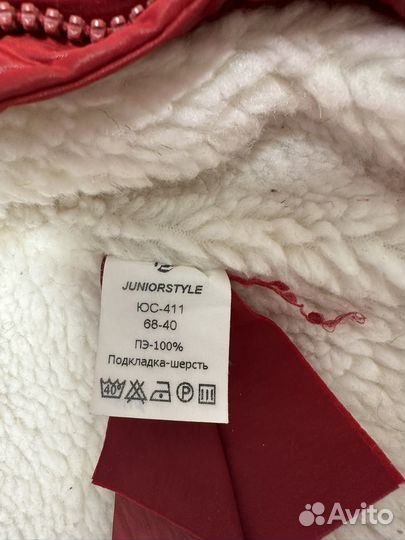 JUNIORSTYLE
ЮС-411
68-40
ПЭ-100%
Подкладка-шерсть
40°
P
Avito